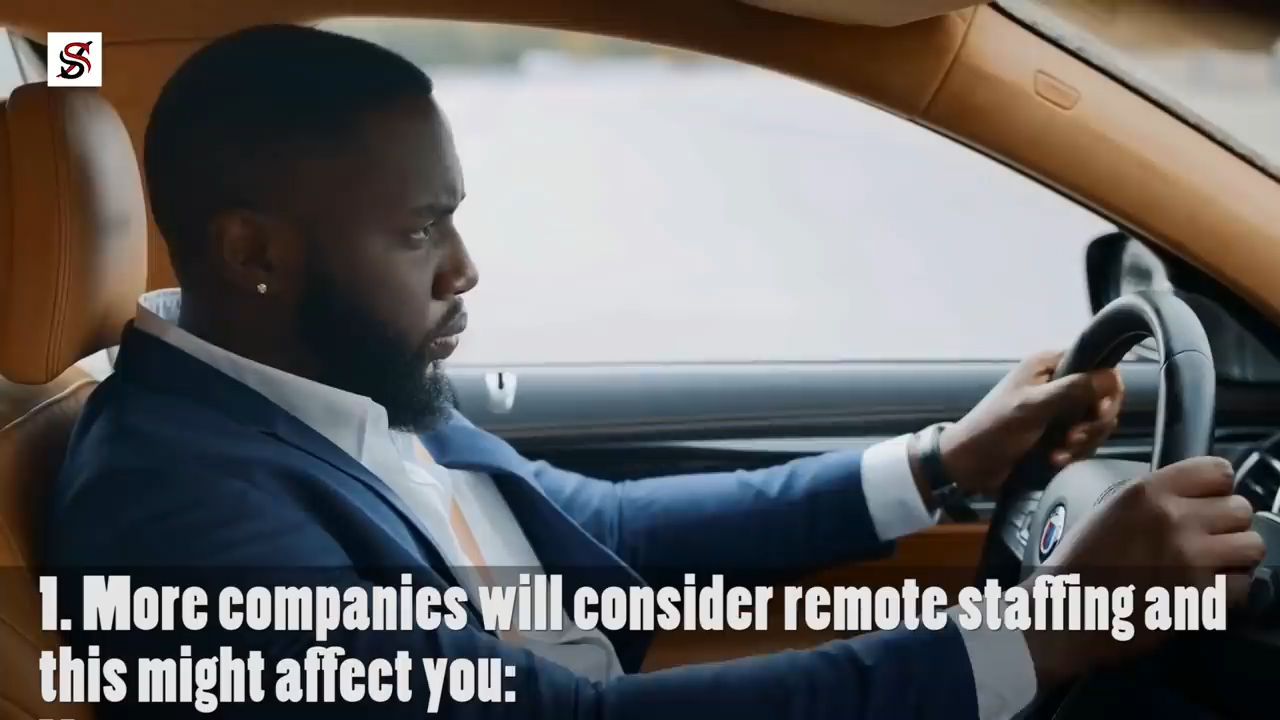 1. More companies will consider remote staffing and
this might affect you: